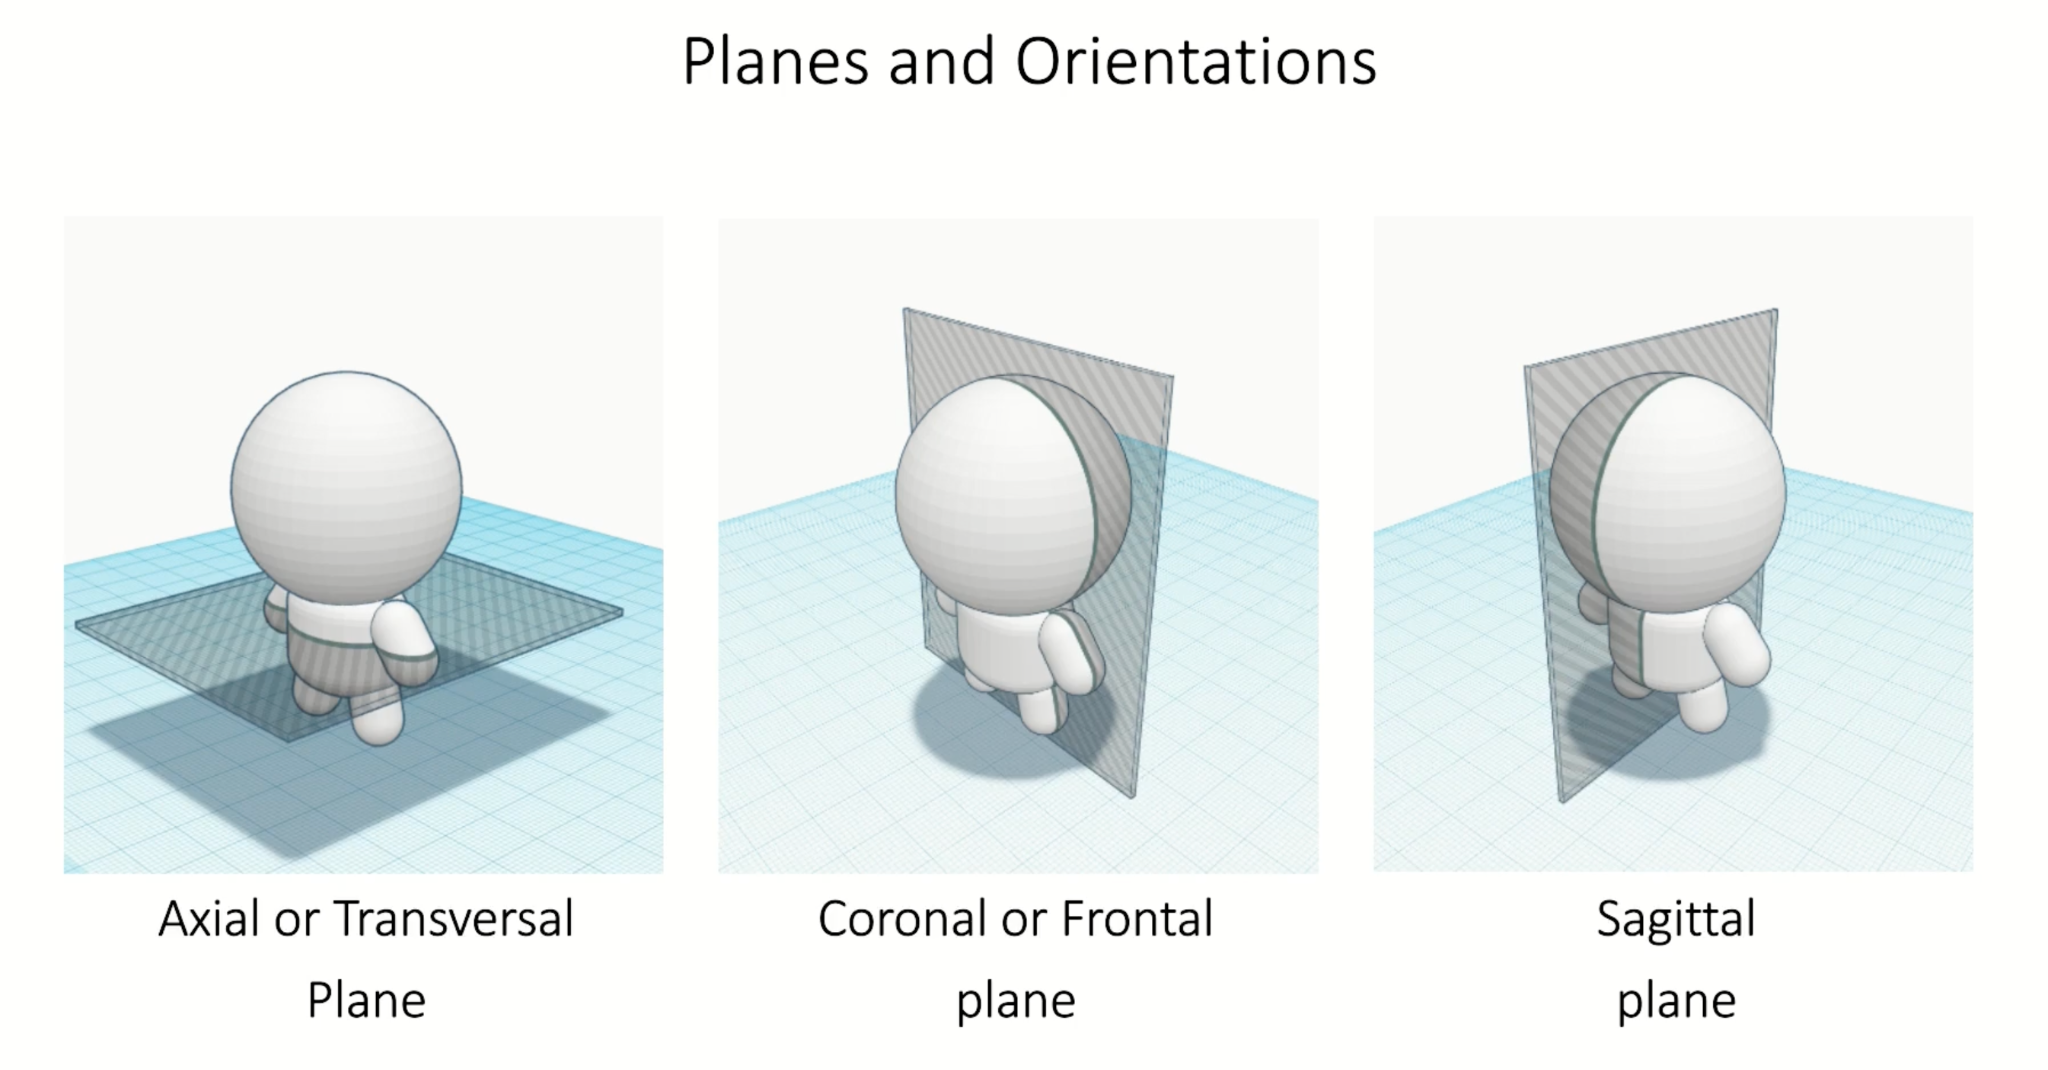 Planes and Orientations
Axial or Transversal
Plane
Coronal or Frontal
plane
Sagittal
plane